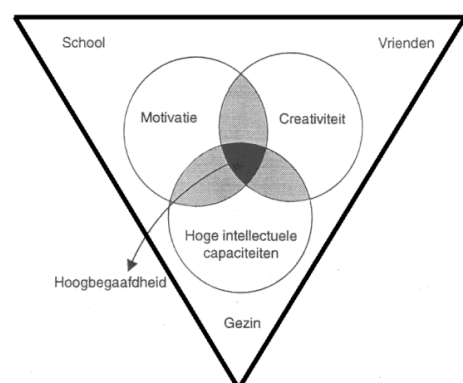 School
Vrienden
Motivatie
Creativiteit
Hoge intellectuele
capaciteiten
Hoogbegaafdheid
Gezin